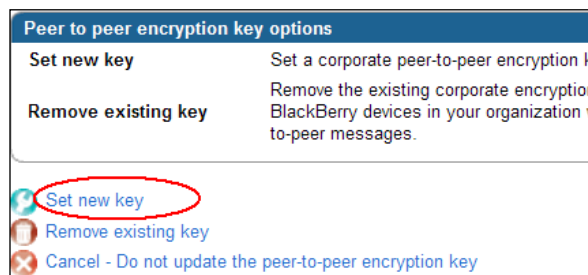 Peer to peer encryption key options
Set new key Set a corporate peer-to-peer encryption
Remove the existing corporate
Remove existing key BlackBerry devices in your organization
to-peer messages.
Set new key
Remove existing key
Cancel - Do not update the peer-to-peer encryption key